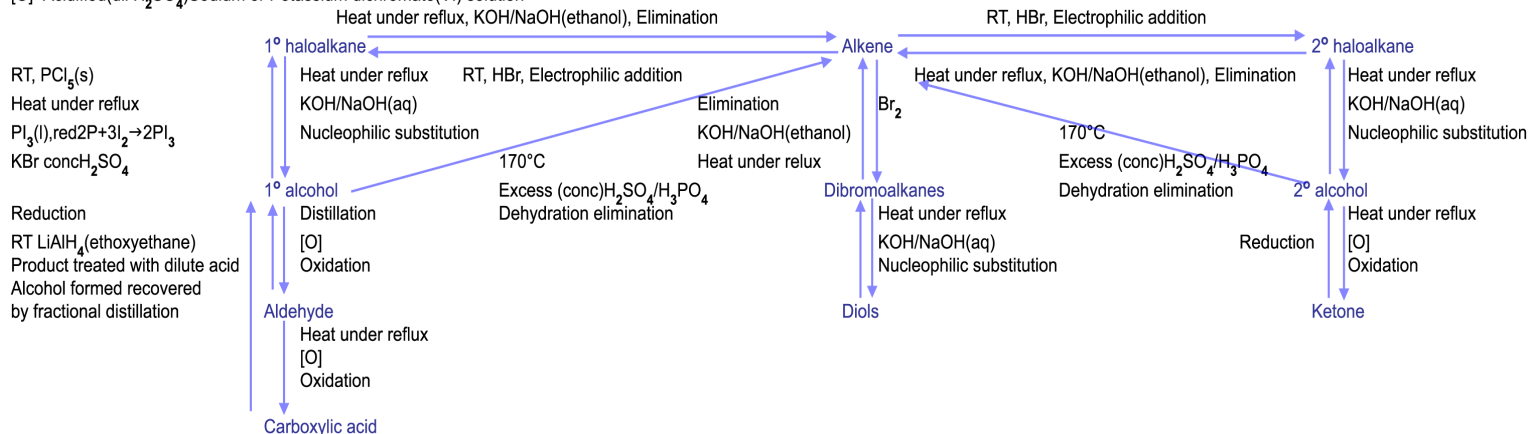 Heat under reflux, KOH/NaOH(ethanol), Elimination
RT, HBr, Electrophilic addition
1º haloalkane
Alkene
2º haloalkane
RT, PCl5(s)
Heat under reflux
PI3(l),red2P+3I2→2PI3
KBr concH2SO4
Heat under reflux
KOH/NaOH(aq)
Nucleophilic substitution
RT, HBr, Electrophilic addition
Elimination
KOH/NaOH(ethanol)
Heat under relux
Br2
Heat under reflux, KOH/NaOH(ethanol), Elimination
Heat under reflux
KOH/NaOH(aq)
Nucleophilic substitution
170°C
Excess (conc)H2SO4/H3PO4
Dehydration elimination
170°C
Excess (conc)H2SO4/H3PO4
Dehydration elimination
1º alcohol
Dibromoalkanes
2º alcohol
Reduction
RT LiAlH4(ethoxyethane)
Product treated with dilute acid
Alcohol formed recovered
by fractional distillation
Distillation
[O]
Oxidation
Heat under reflux
KOH/NaOH(aq)
Nucleophilic substitution
Reduction
Heat under reflux
[O]
Oxidation
Aldehyde
Diols
Ketone
Heat under reflux
[O]
Oxidation
Carboxylic acid